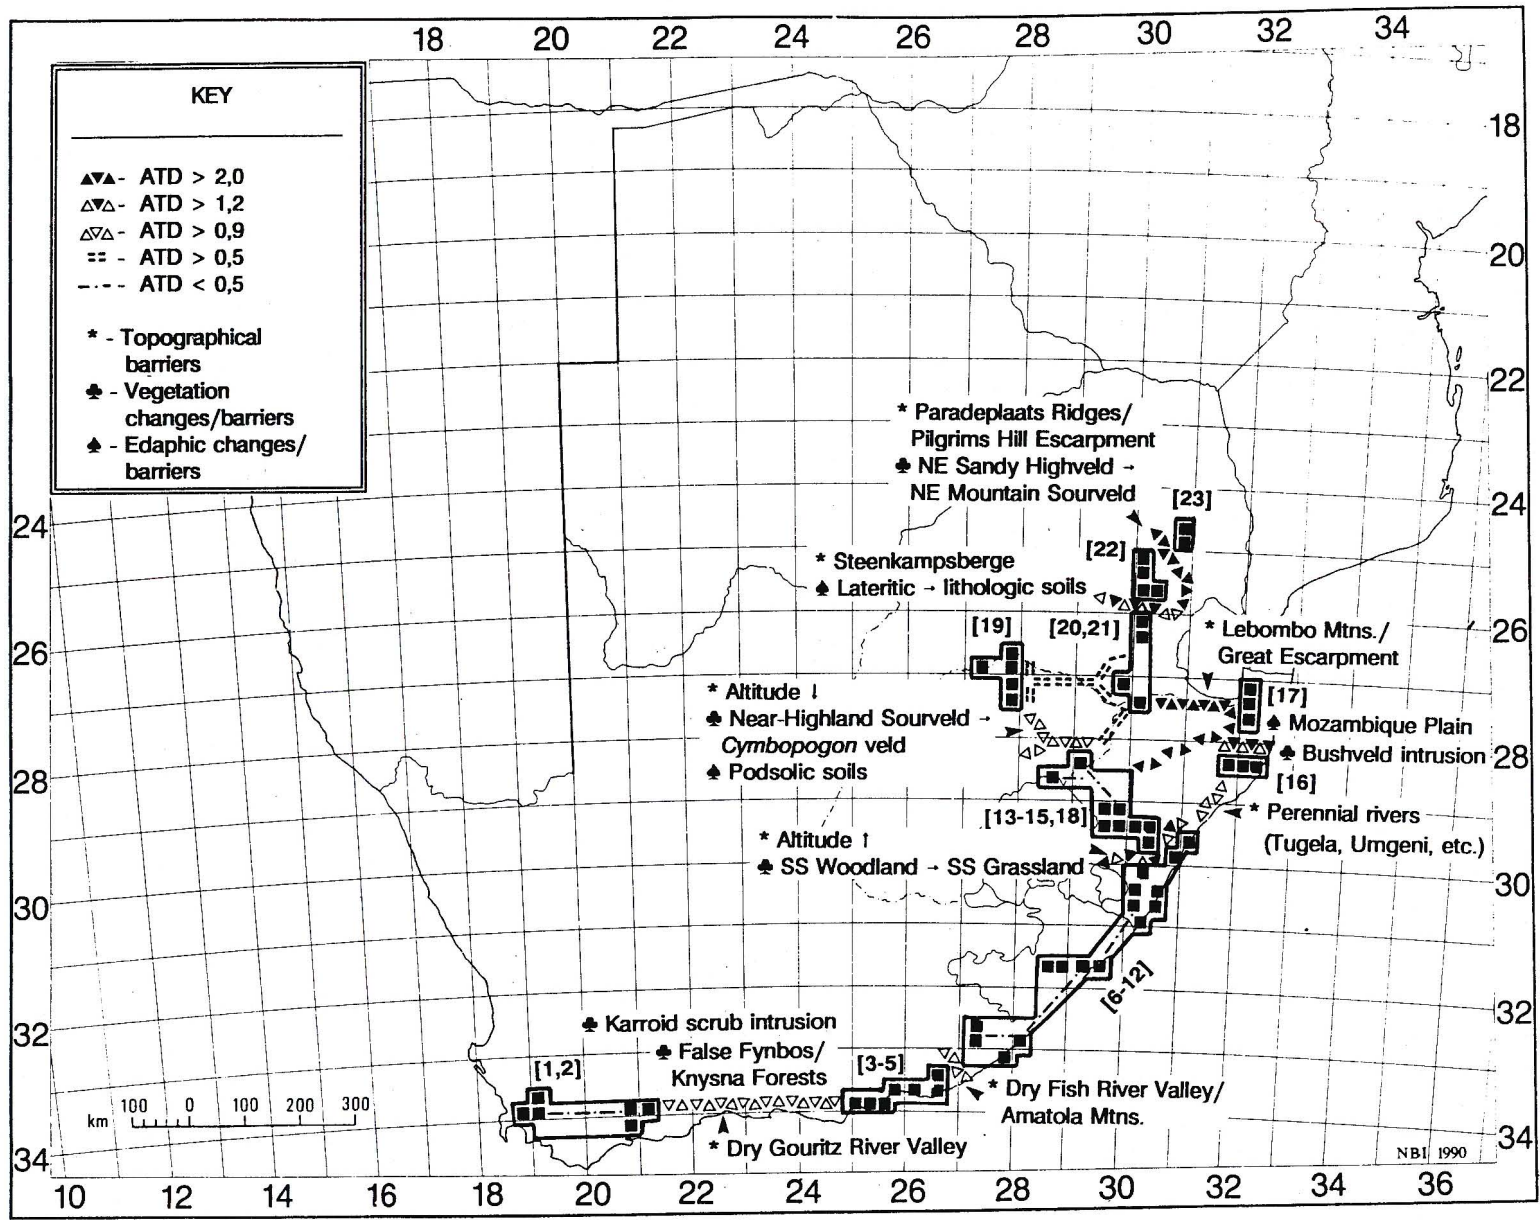 18 20 22 24 26 28 30 32 34
KEY
▲▼▲- ATD > 2,0
△▼△- ATD > 1,2
△▽△- ATD > 0,9
== - ATD > 0,5
-·-- ATD < 0,5
* - Topographical
barriers
♣ - Vegetation
changes/barriers
♠ - Edaphic changes/
barriers
18
20
22
24
26
28
30
32
34
24
26
28
30
32
34
* Paradeplaats Ridges/
Pilgrims Hill Escarpment
♣ NE Sandy Highveld →
NE Mountain Sourveld
[23]
[22]
* Steenkampsberge
♠ Lateritic → lithologic soils
[19]
[20,21]
* Lebombo Mtns./
Great Escarpment
[17]
♠ Mozambique Plain
♣ Bushveld intrusion
[16]
* Altitude ↓
♣ Near-Highland Sourveld →
Cymbopogon veld
♠ Podsolic soils
[13-15,18]
* Perennial rivers
(Tugela, Umgeni, etc.)
* Altitude ↑
♣ SS Woodland → SS Grassland
[6-12]
♣ Karroid scrub intrusion
♣ False Fynbos/
Knysna Forests
[1,2]
[3-5]
* Dry Fish River Valley/
Amatola Mtns.
* Dry Gouritz River Valley
km 100 0 100 200 300
NBI 1990
10 12 14 16 18 20 22 24 26 28 30 32 34 36